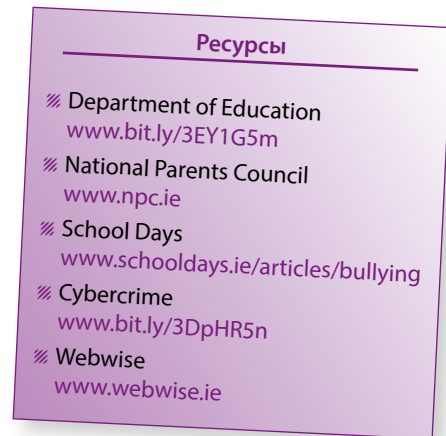 Ресурсы
Department of Education
www.bit.ly/3EY1G5m
National Parents Council
www.npc.ie
School Days
www.schooldays.ie/articles/bullying
Cybercrime
www.bit.ly/3DpHR5n
Webwise
www.webwise.ie